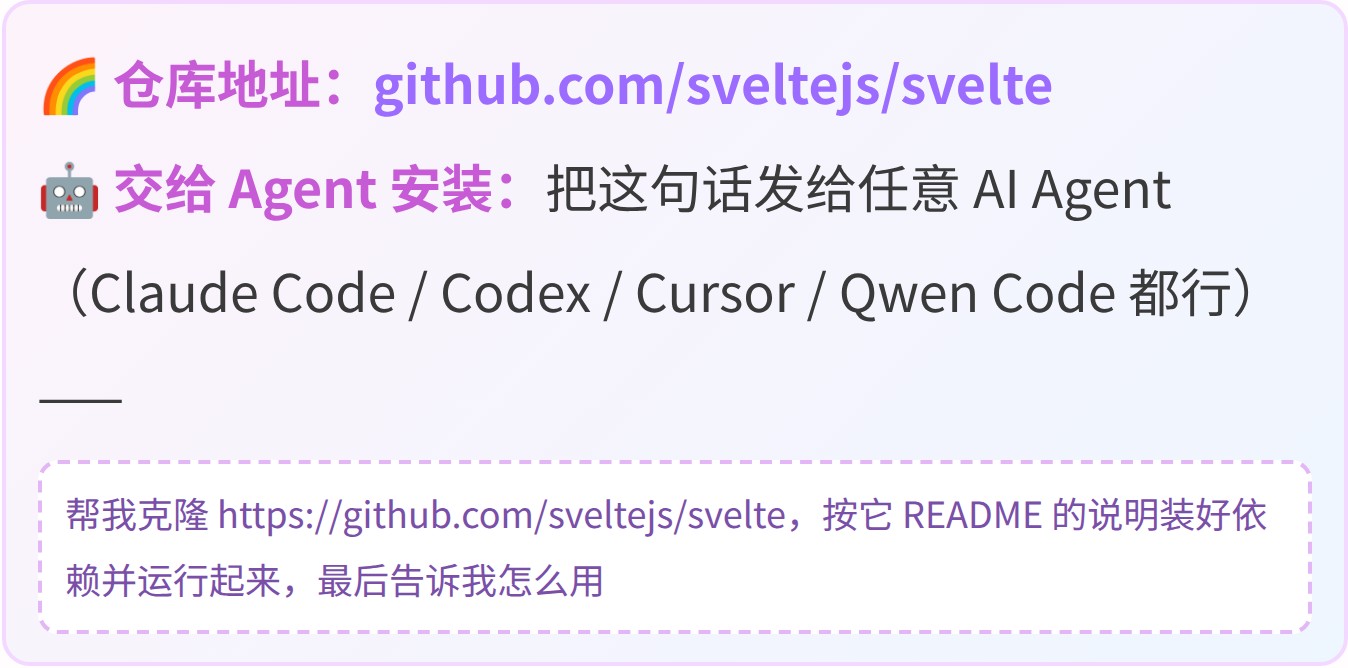 🌈 仓库地址：github.com/sveltejs/svelte
🤖 交给 Agent 安装：把这句话发给任意 AI Agent
（Claude Code / Codex / Cursor / Qwen Code 都行）
——
帮我克隆 https://github.com/sveltejs/svelte，按它 README 的说明装好依
赖并运行起来，最后告诉我怎么用